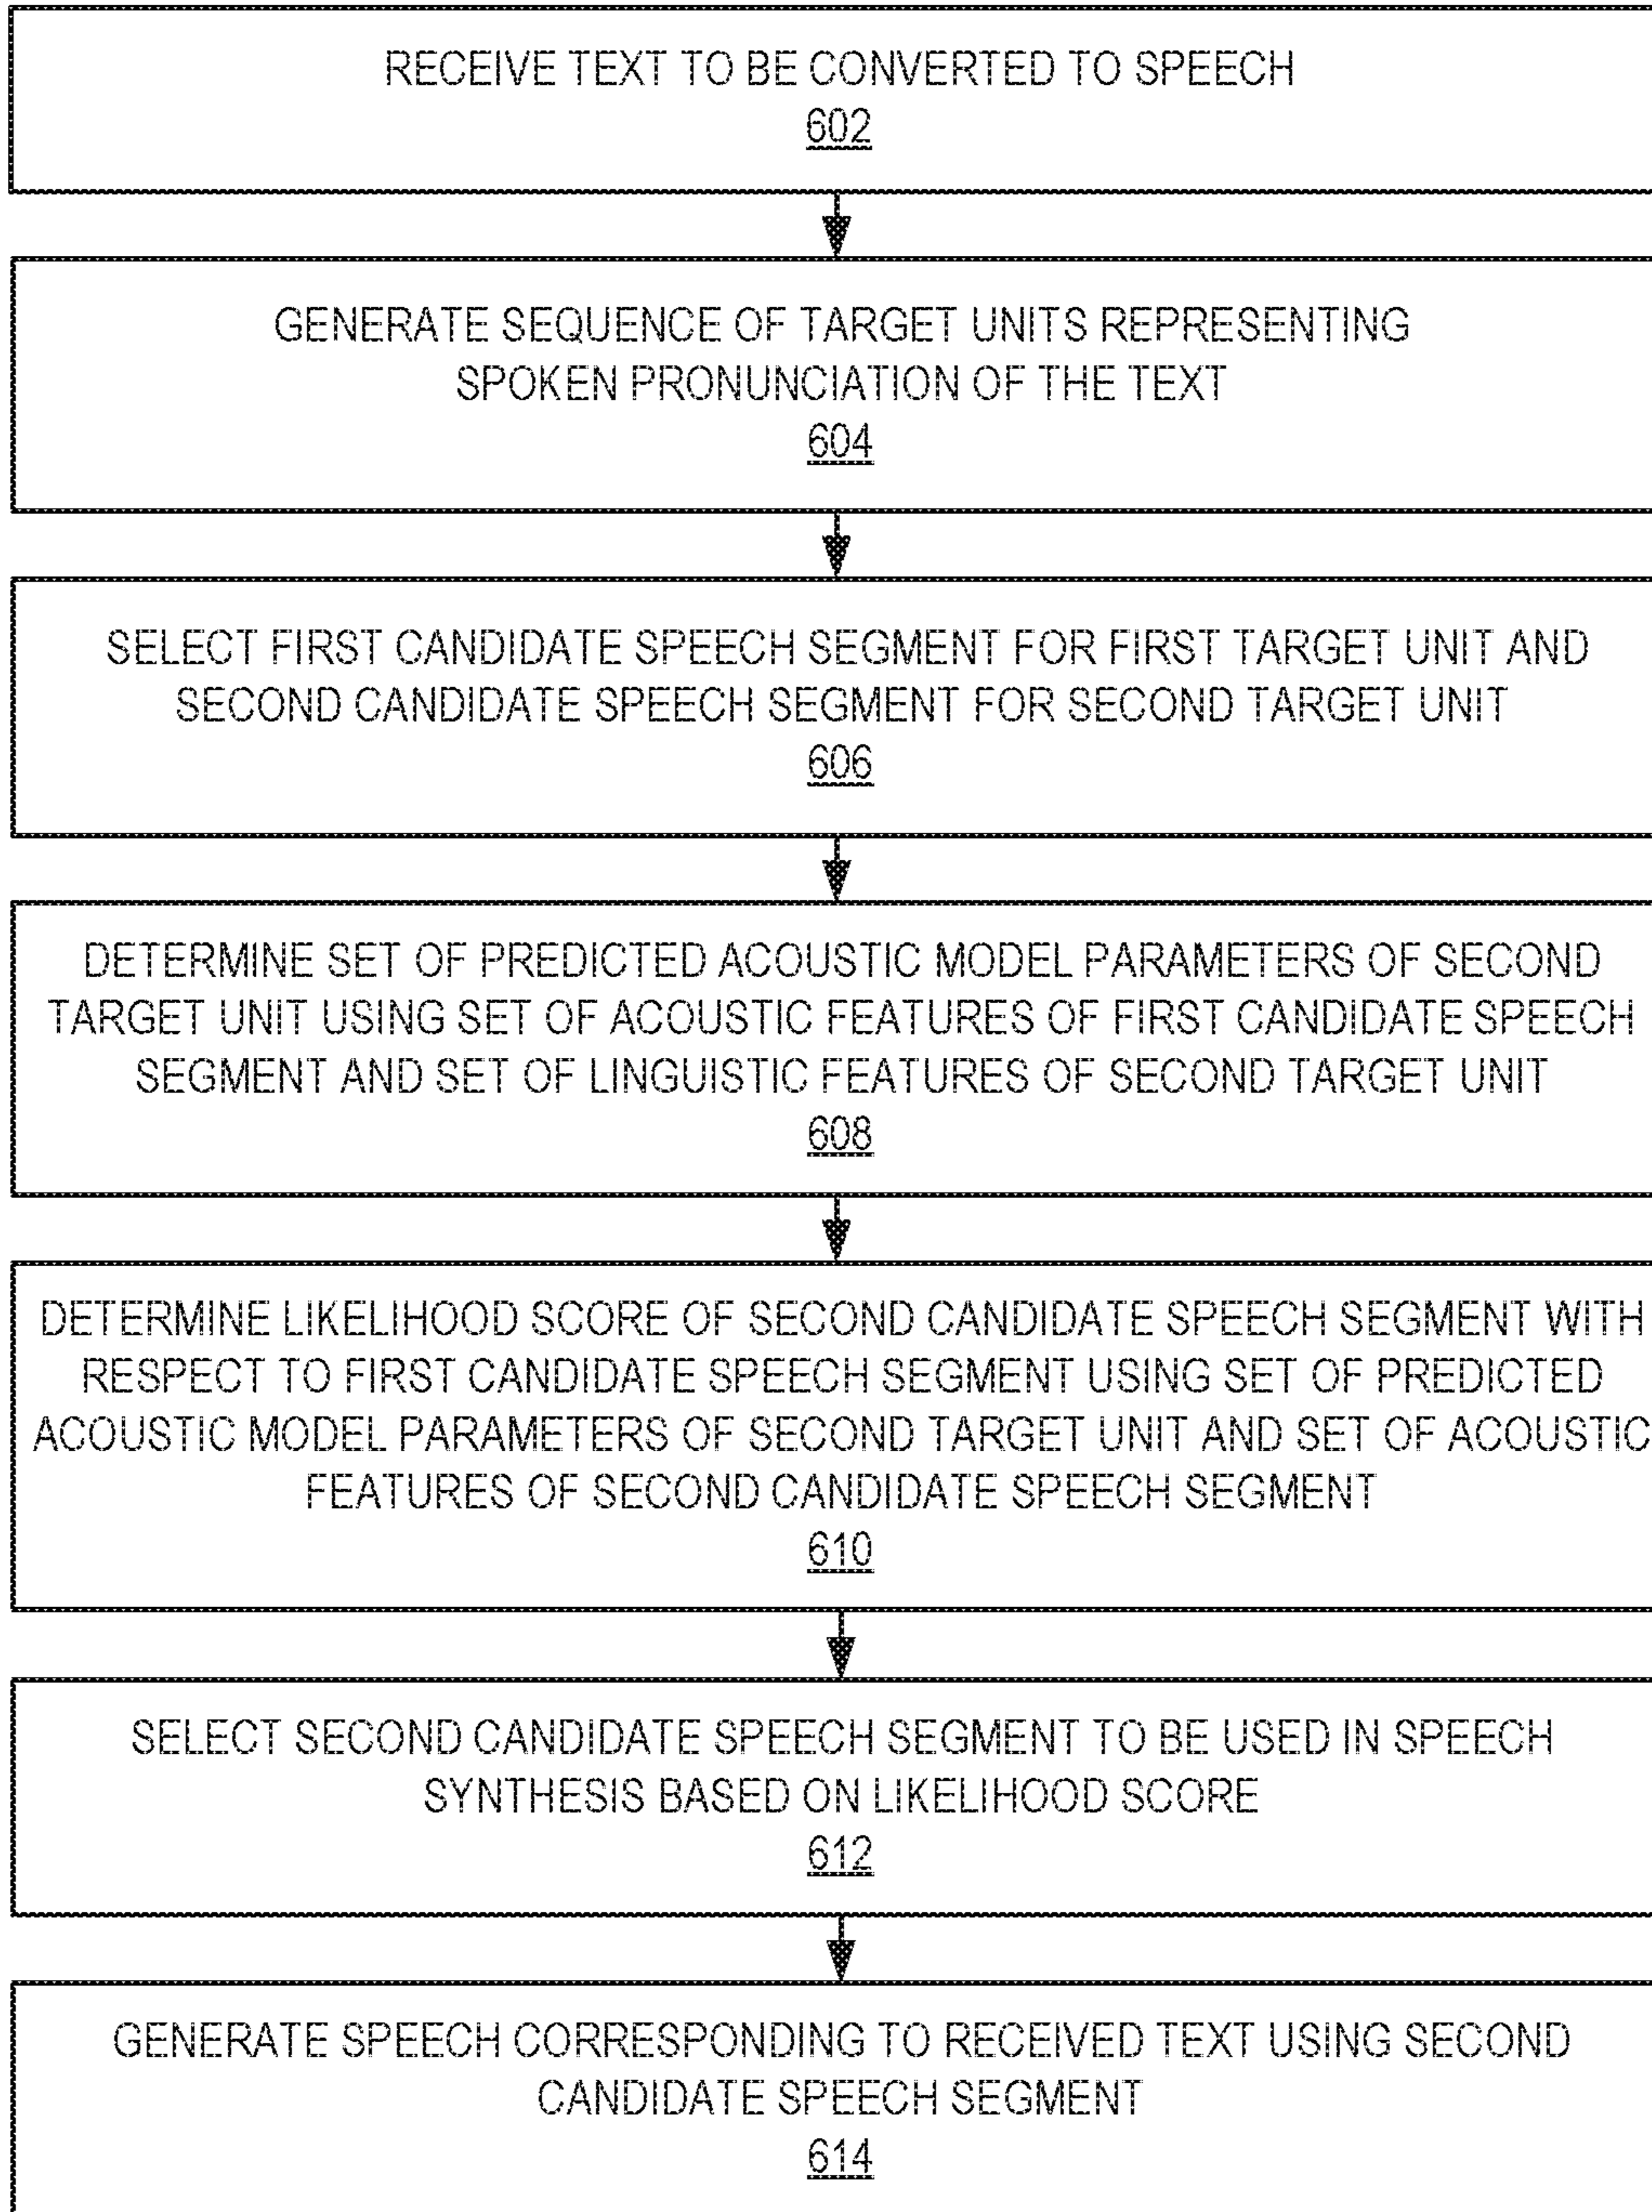 RECEIVE TEXT TO BE CONVERTED TO SPEECH
602
GENERATE SEQUENCE OF TARGET UNITS REPRESENTING
SPOKEN PRONUNCIATION OF THE TEXT
604
SELECT FIRST CANDIDATE SPEECH SEGMENT FOR FIRST TARGET UNIT AND
SECOND CANDIDATE SPEECH SEGMENT FOR SECOND TARGET UNIT
606
DETERMINE SET OF PREDICTED ACOUSTIC MODEL PARAMETERS OF SECOND
TARGET UNIT USING SET OF ACOUSTIC FEATURES OF FIRST CANDIDATE SPEECH
SEGMENT AND SET OF LINGUISTIC FEATURES OF SECOND TARGET UNIT
608
DETERMINE LIKELIHOOD SCORE OF SECOND CANDIDATE SPEECH SEGMENT WITH
RESPECT TO FIRST CANDIDATE SPEECH SEGMENT USING SET OF PREDICTED
ACOUSTIC MODEL PARAMETERS OF SECOND TARGET UNIT AND SET OF ACOUSTIC
FEATURES OF SECOND CANDIDATE SPEECH SEGMENT
610
SELECT SECOND CANDIDATE SPEECH SEGMENT TO BE USED IN SPEECH
SYNTHESIS BASED ON LIKELIHOOD SCORE
612
GENERATE SPEECH CORRESPONDING TO RECEIVED TEXT USING SECOND
CANDIDATE SPEECH SEGMENT
614